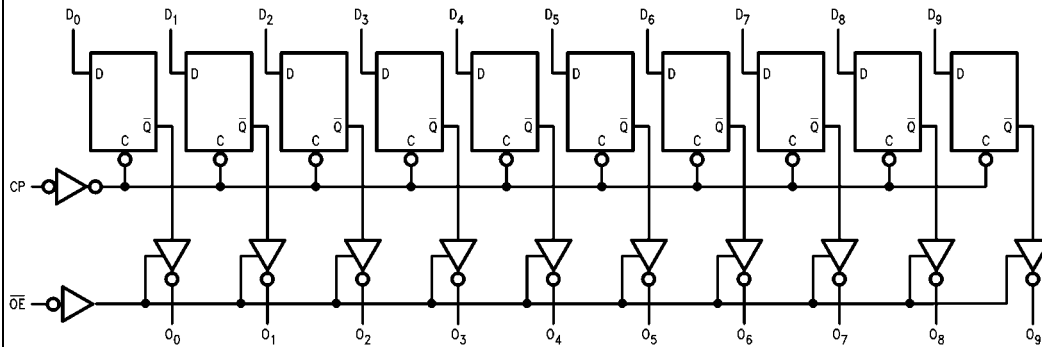 D₀ D₁ D₂ D₃ D₄ D₅ D₆ D₇ D₈ D₉
D D D D D D D D D
Q̅ Q̅ Q̅ Q̅ Q̅ Q̅ Q̅ Q̅ Q̅ Q̅
C C C C C C C C C C
CP
O̅E̅
O₀ O₁ O₂ O₃ O₄ O₅ O₆ O₇ O₈ O₉